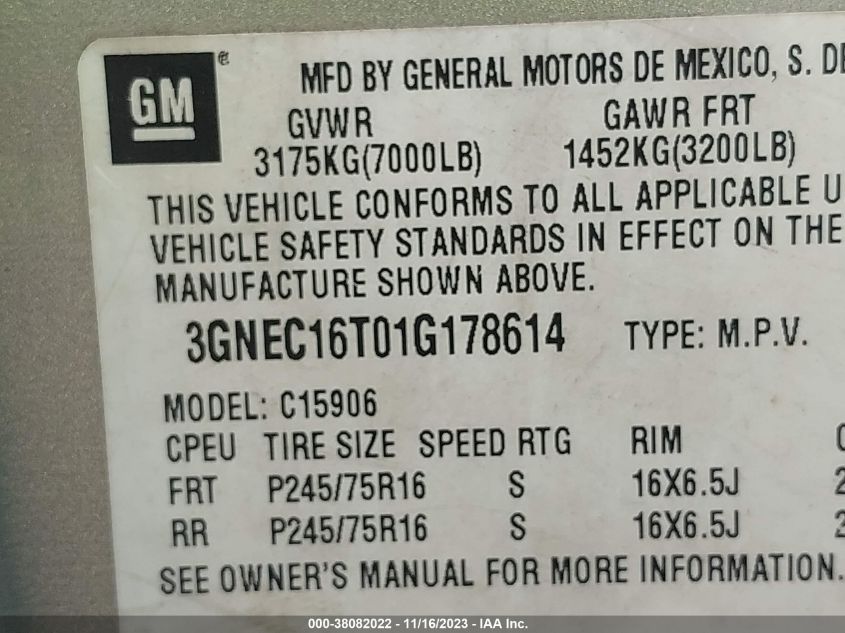 GM ®
MFD BY GENERAL MOTORS DE MEXICO, S. DE
GVWR GAWR FRT
3175KG(7000LB) 1452KG(3200LB)
THIS VEHICLE CONFORMS TO ALL APPLICABLE U
VEHICLE SAFETY STANDARDS IN EFFECT ON THE
MANUFACTURE SHOWN ABOVE.
3GNEC16T01G178614 TYPE: M.P.V.
MODEL: C15906
CPEU TIRE SIZE SPEED RTG RIM
FRT P245/75R16 S 16X6.5J 2
RR P245/75R16 S 16X6.5J 2
SEE OWNER'S MANUAL FOR MORE INFORMATION.
000-38082022 - 11/16/2023 - IAA Inc.